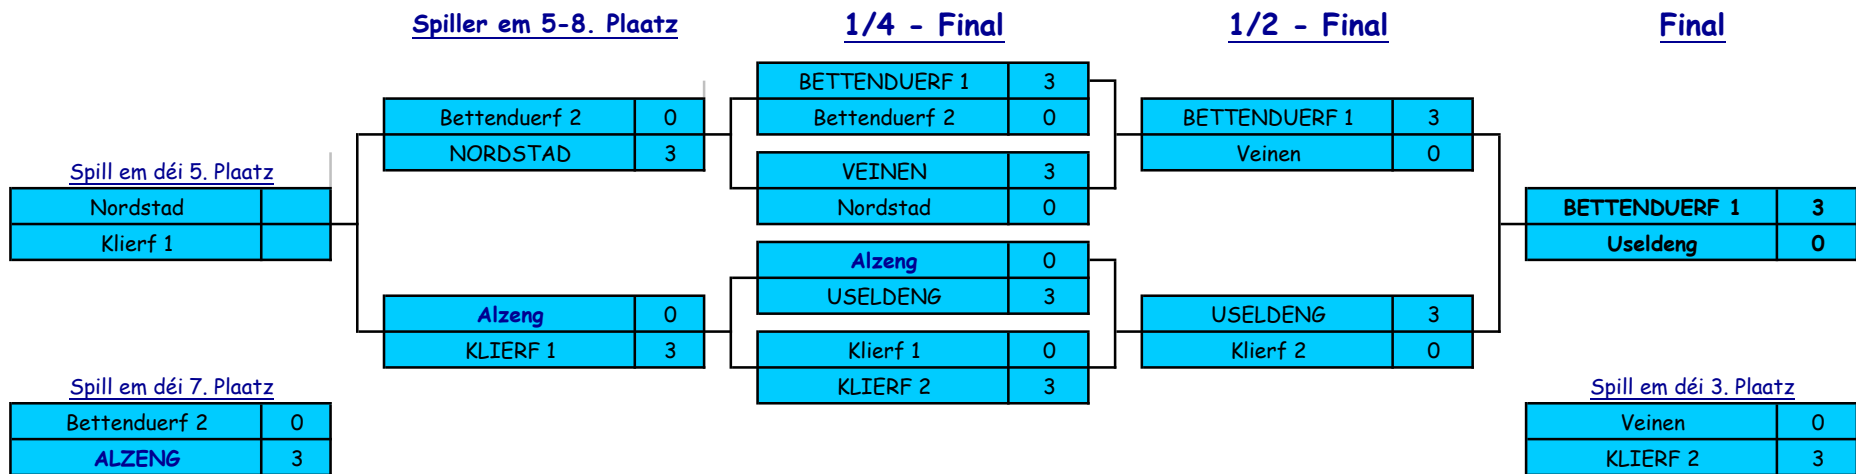 Spiller em 5-8. Plaatz
1/4 - Final
1/2 - Final
Final
Spill em déi 5. Plaatz
Nordstad
Klierf 1
Spill em déi 7. Plaatz
Bettenduerf 2 0
ALZENG 3
Bettenduerf 2 0
NORDSTAD 3
Alzeng 0
KLIERF 1 3
BETTENDUERF 1 3
Bettenduerf 2 0
VEINEN 3
Nordstad 0
Alzeng 0
USELDENG 3
Klierf 1 0
KLIERF 2 3
BETTENDUERF 1 3
Veinen 0
USELDENG 3
Klierf 2 0
BETTENDUERF 1 3
Useldeng 0
Spill em déi 3. Plaatz
Veinen 0
KLIERF 2 3